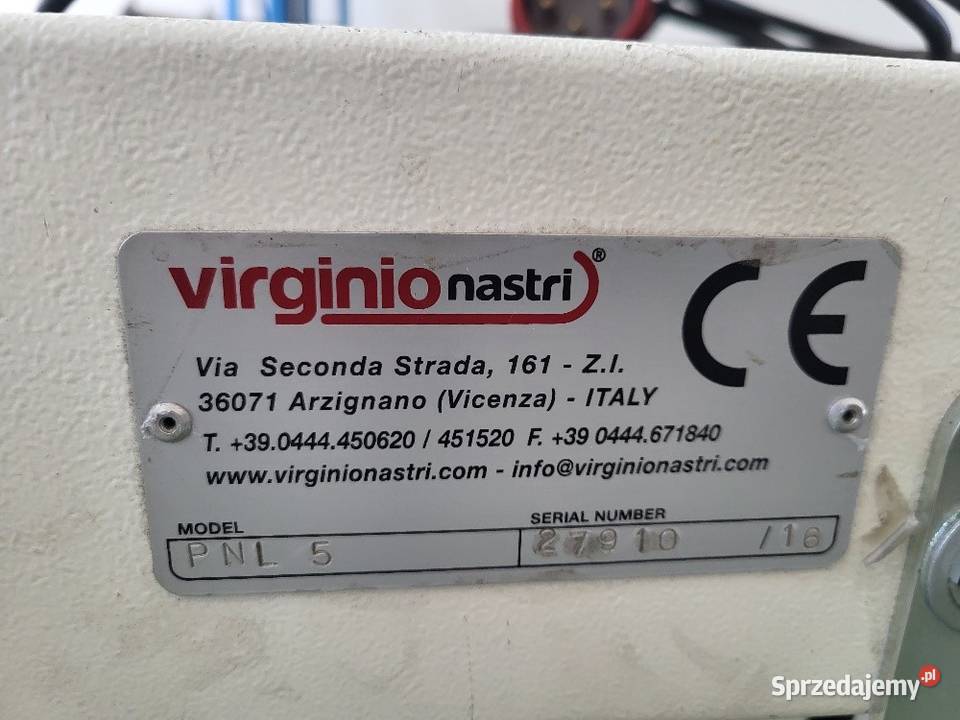 virginio nastri®
CE
Via Seconda Strada, 161 - Z.I.
36071 Arzignano (Vicenza) - ITALY
T. +39.0444.450620 / 451520 F. +39 0444.671840
www.virginionastri.com - info@virginionastri.com
MODEL
PNL 5
SERIAL NUMBER
27910 /16
Sprzedajemy.pl